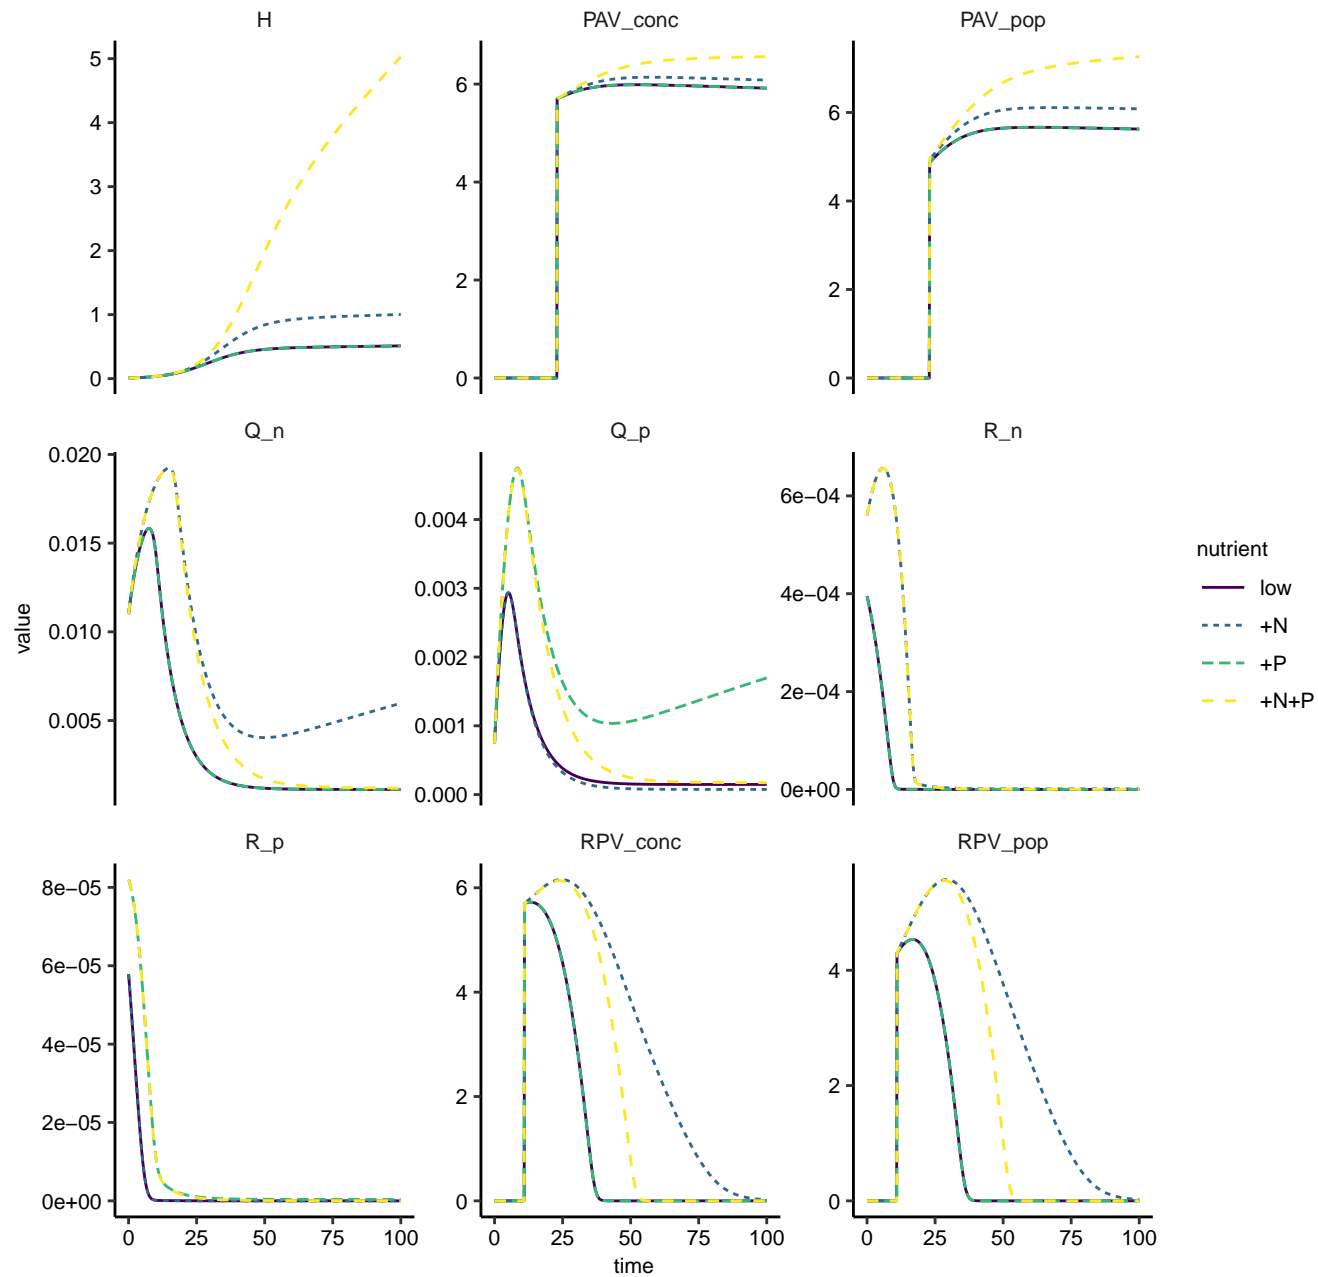 H
PAV_conc
PAV_pop
5
4
3
2
1
0
6
4
2
0
6
4
2
0
Q_n
Q_p
R_n
0.020
0.015
0.010
0.005
0.004
0.003
0.002
0.001
0.000
6e−04
4e−04
2e−04
0e+00
R_p
RPV_conc
RPV_pop
8e−05
6e−05
4e−05
2e−05
0e+00
6
4
2
0
4
2
0
0 25 50 75 100
0 25 50 75 100
0 25 50 75 100
time
value
nutrient
low
+N
+P
+N+P